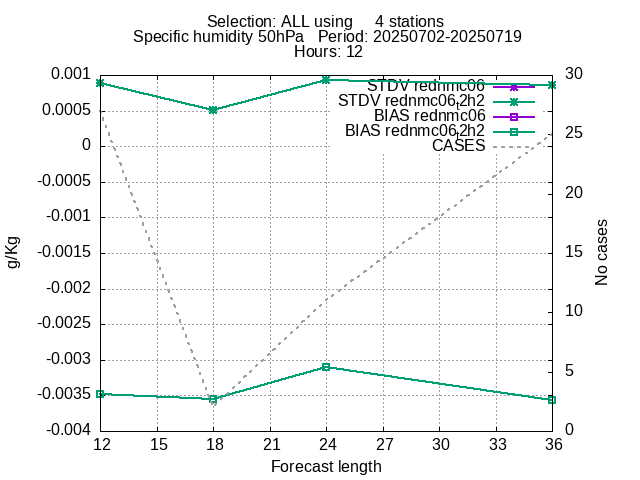 Selection: ALL using 4 stations
Specific humidity 50hPa Period: 20250702-20250719
Hours: 12
0.001
0.0005
0
-0.0005
-0.001
-0.0015
-0.002
-0.0025
-0.003
-0.0035
-0.004
g/Kg
STDV rednmc06
STDV rednmc06t2h2
BIAS rednmc06
BIAS rednmc06t2h2
CASES
30
25
20
15
10
5
0
No cases
12 15 18 21 24 27 30 33 36
Forecast length